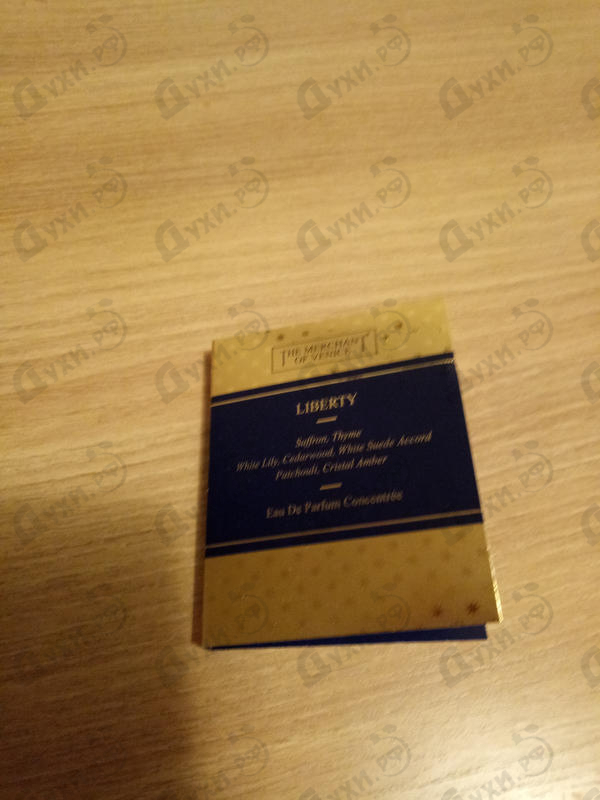 THE MERCHANT
OF VENICE
LIBERTY
Saffron, Thyme
White Lily, Cedarwood, White Suede Accord
Patchouli, Cristal Amber
Eau De Parfum Concentrée
Духи.РФ